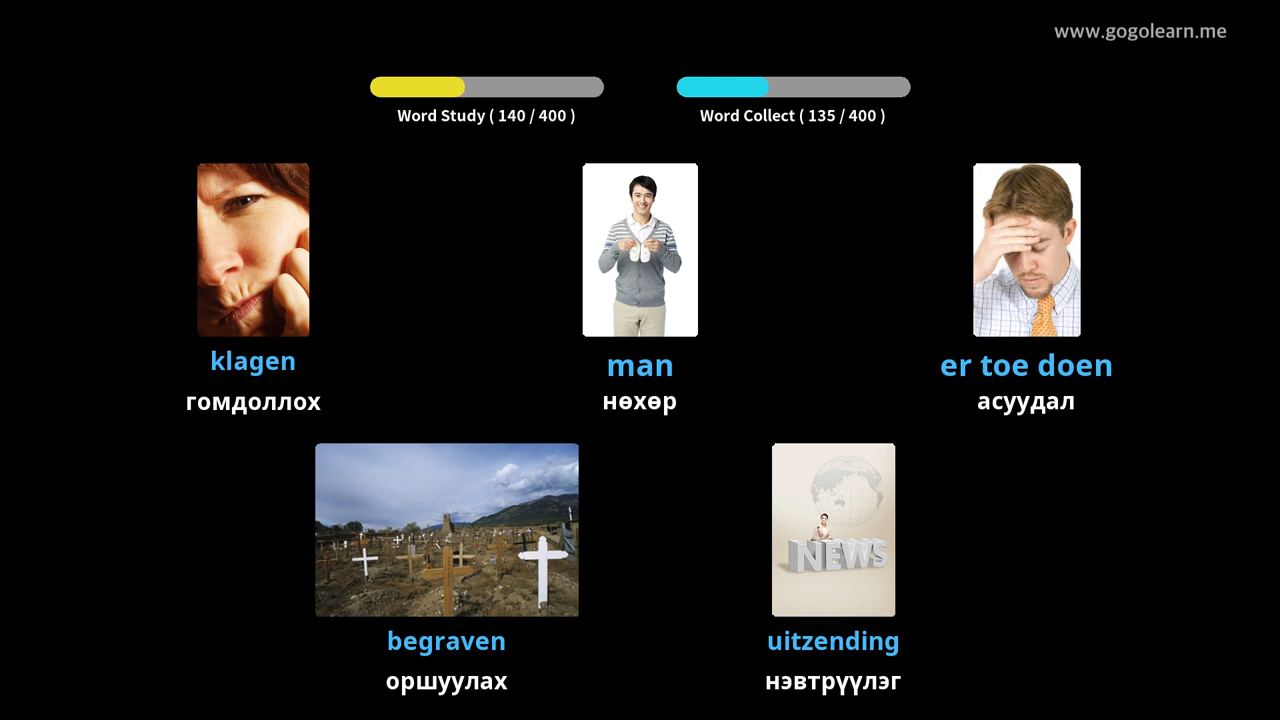 www.gogolearn.me
Word Study ( 140 / 400 )
Word Collect ( 135 / 400 )
klagen
гомдоллох
man
нөхөр
er toe doen
асуудал
NEWS
begraven
оршуулах
uitzending
нэвтрүүлэг